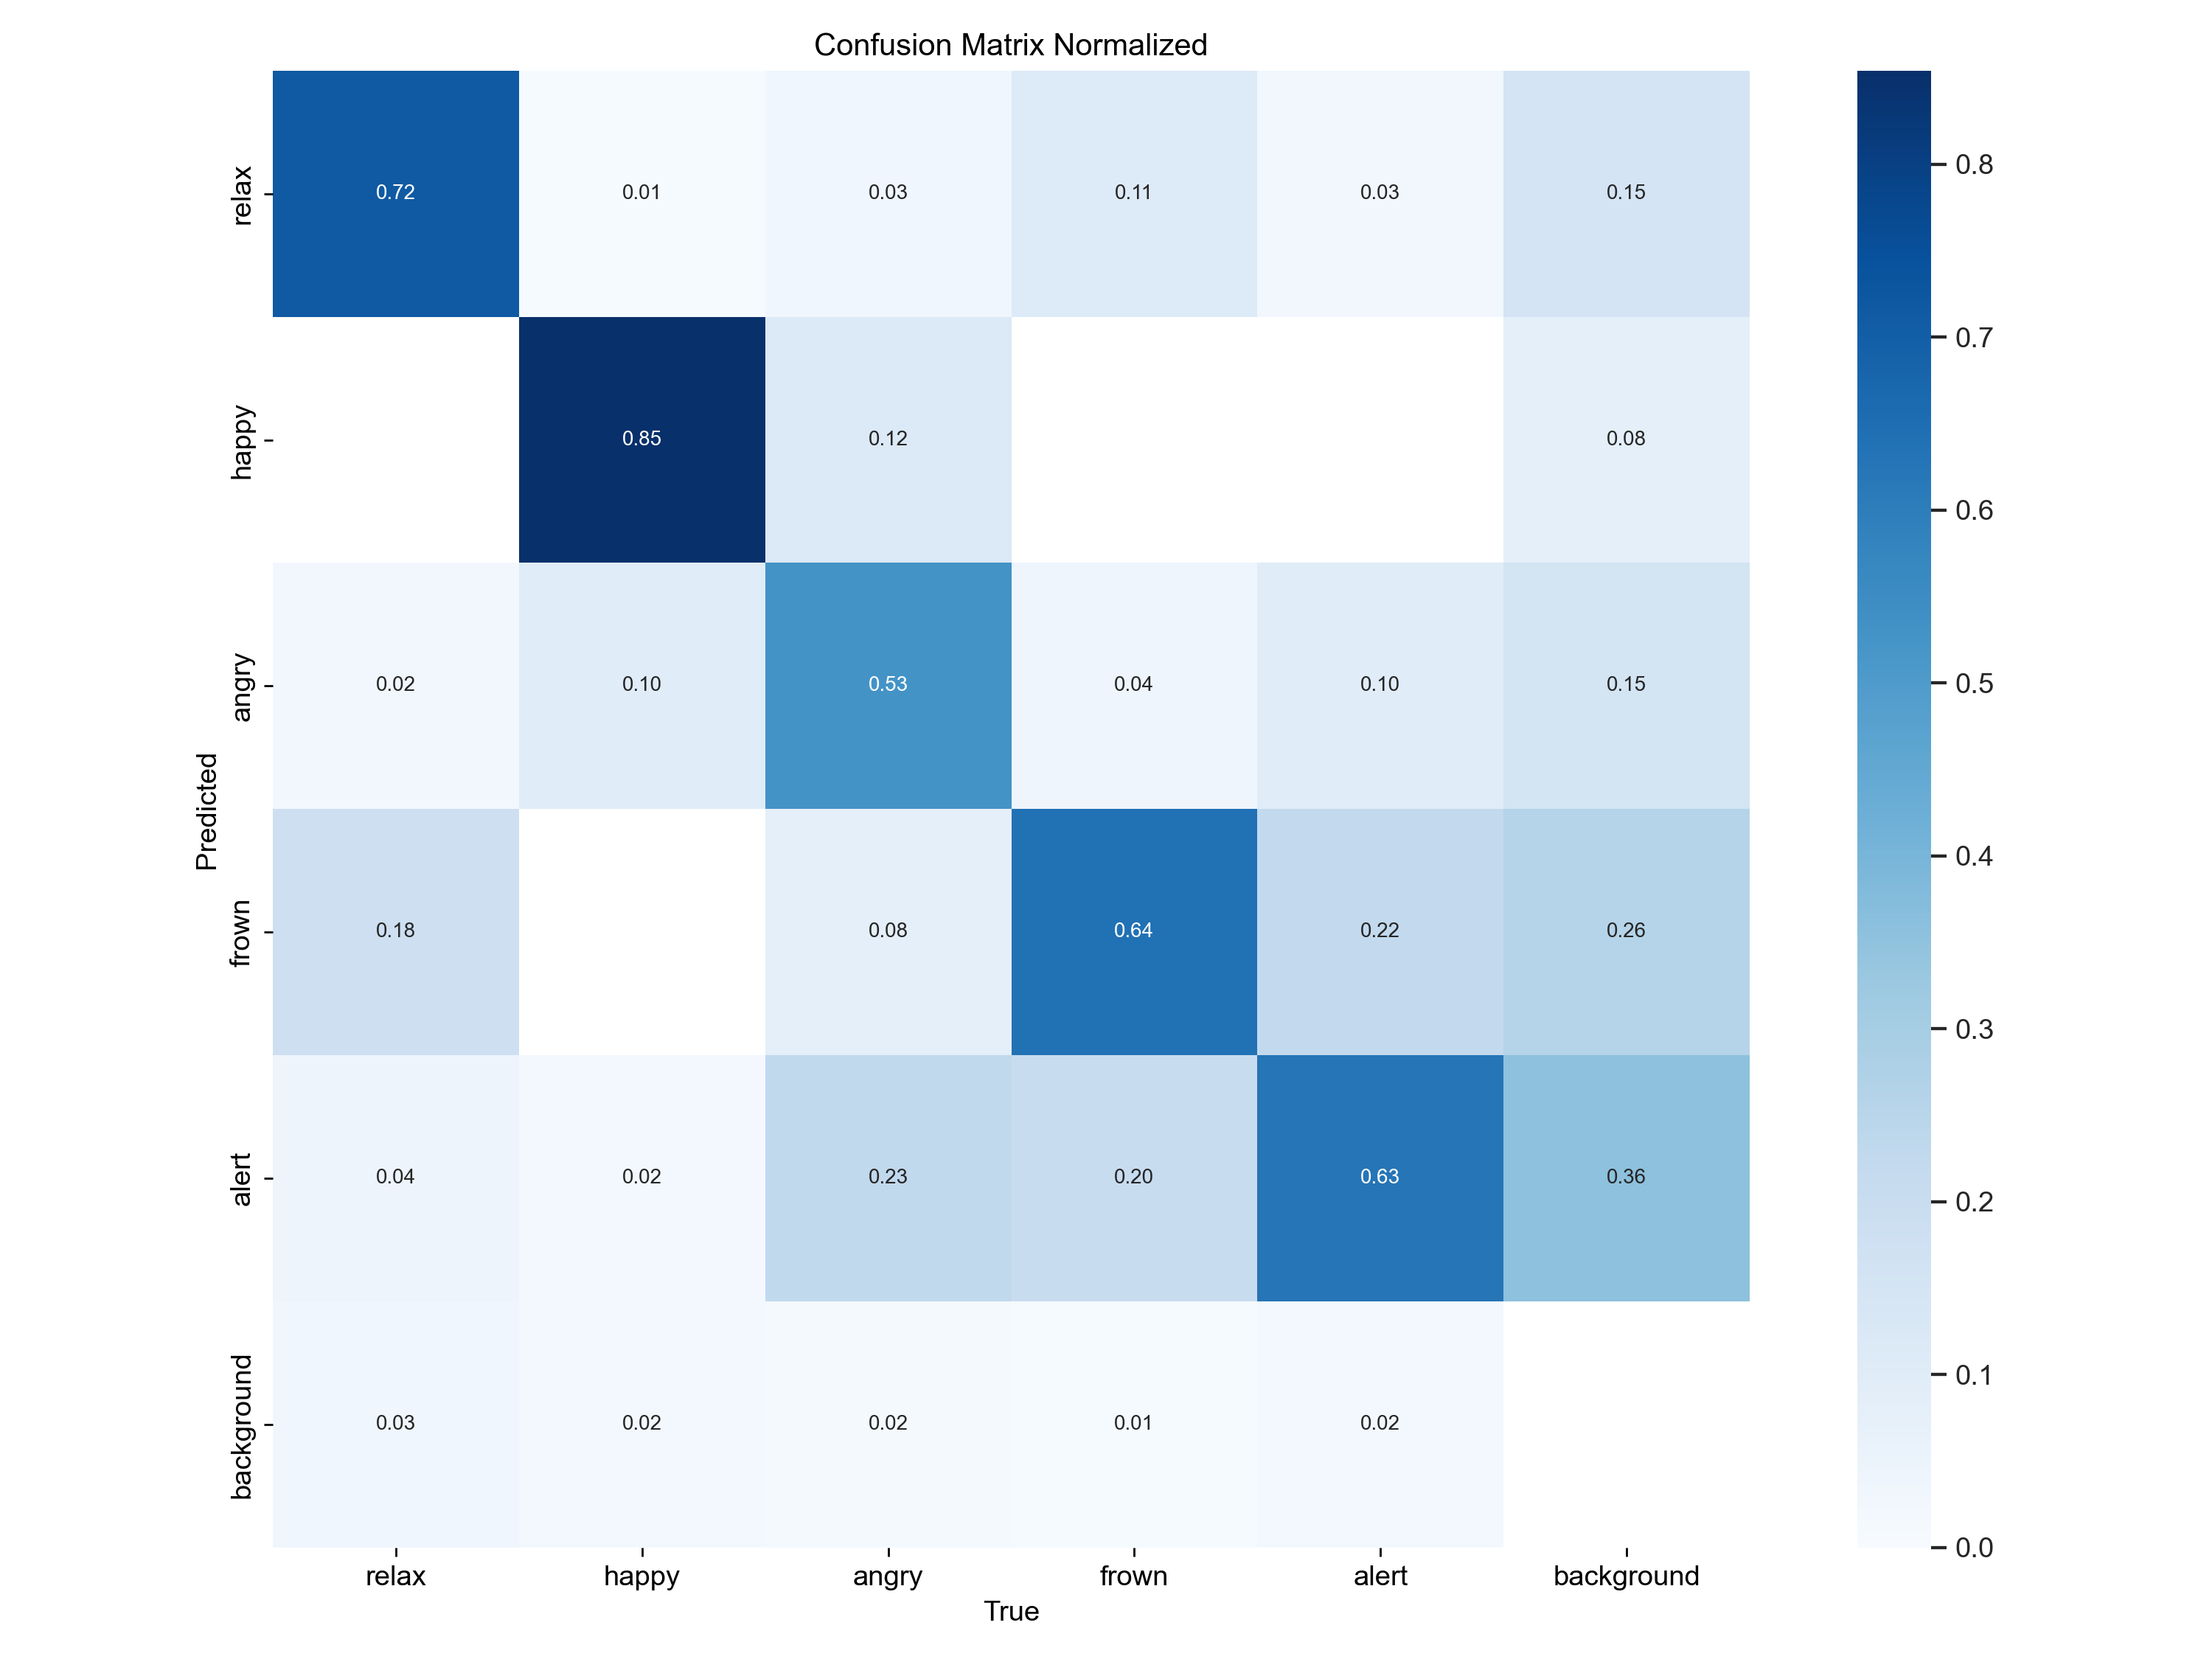 Confusion Matrix Normalized
relax 0.72 0.01 0.03 0.11 0.03 0.15
happy 0.85 0.12 0.08
angry 0.02 0.10 0.53 0.04 0.10 0.15
frown 0.18 0.08 0.64 0.22 0.26
alert 0.04 0.02 0.23 0.20 0.63 0.36
background 0.03 0.02 0.02 0.01 0.02
Predicted
relax happy angry frown alert background
True
0.8
0.7
0.6
0.5
0.4
0.3
0.2
0.1
0.0